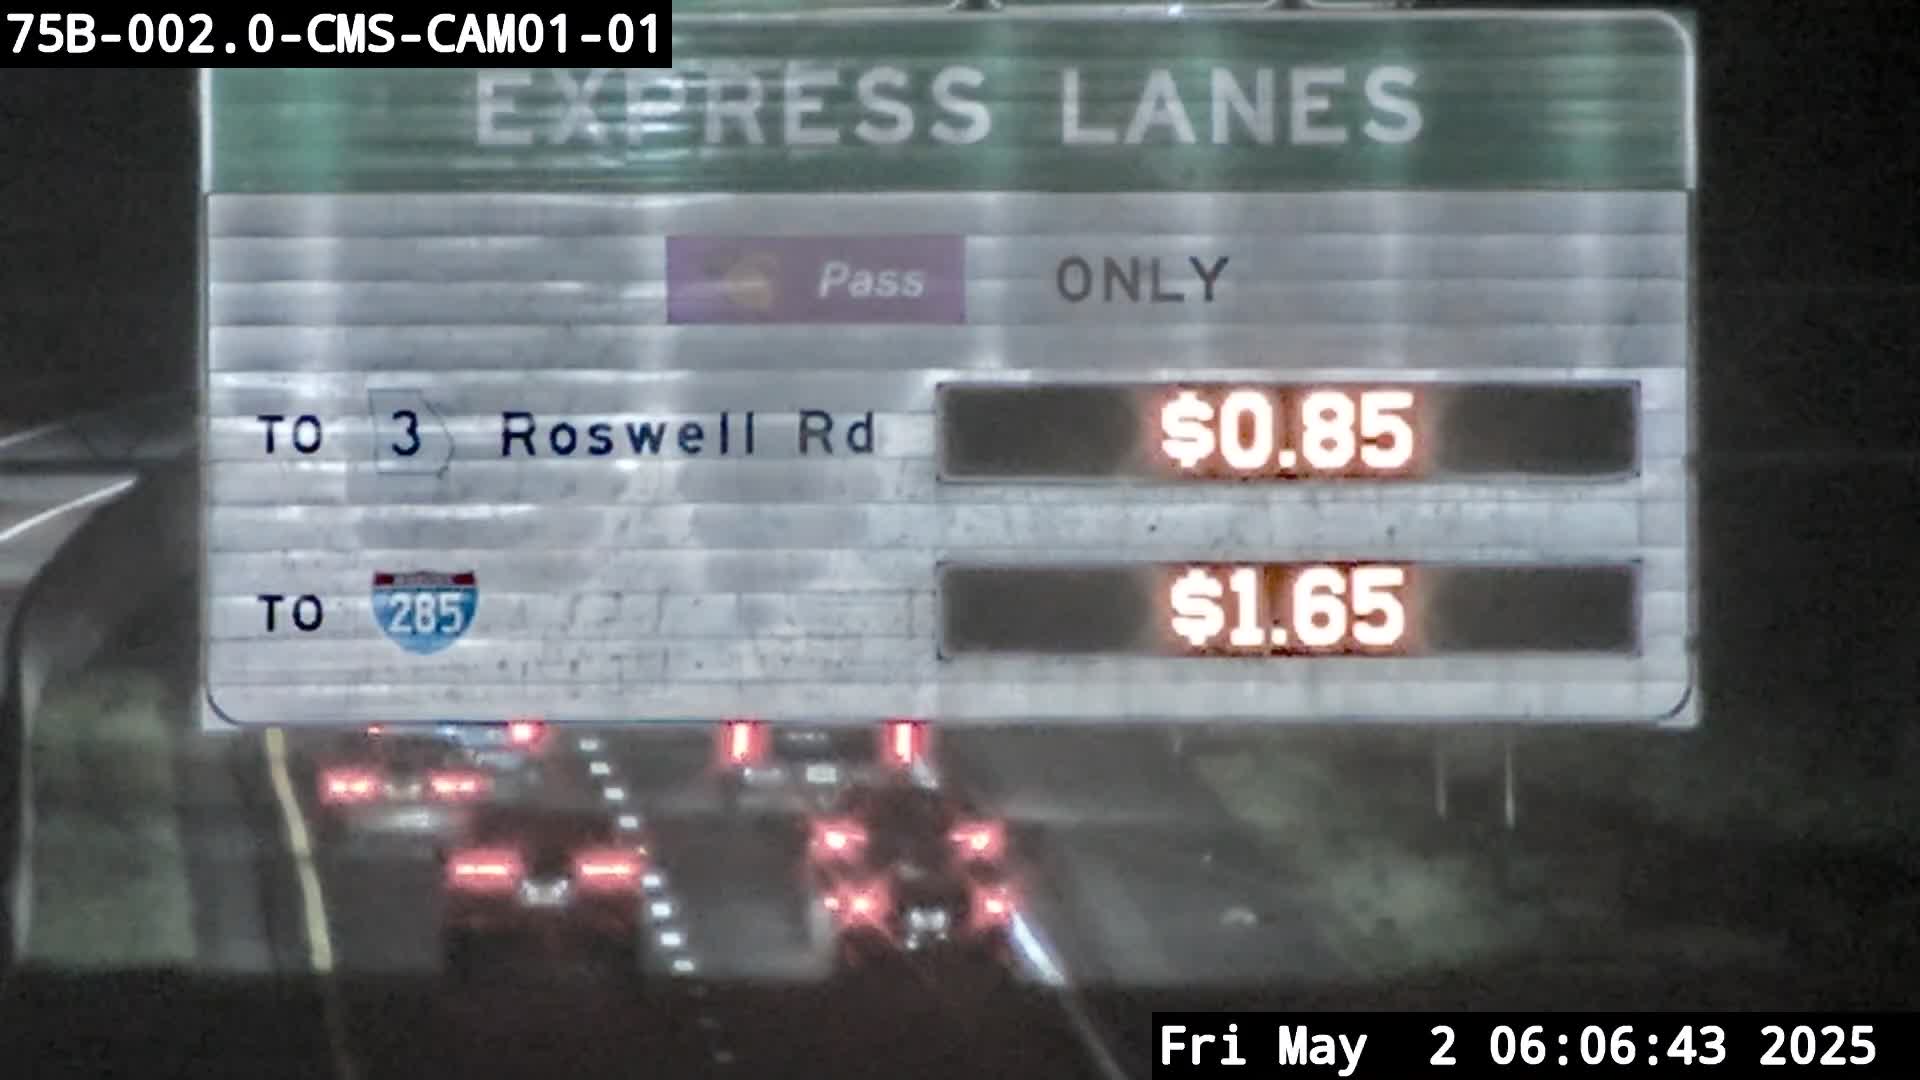 75B-002.0-CMS-CAM01-01
EXPRESS LANES
Pass ONLY
TO 3 Roswell Rd $0.85
TO 285 $1.65
Fri May 2 06:06:43 2025